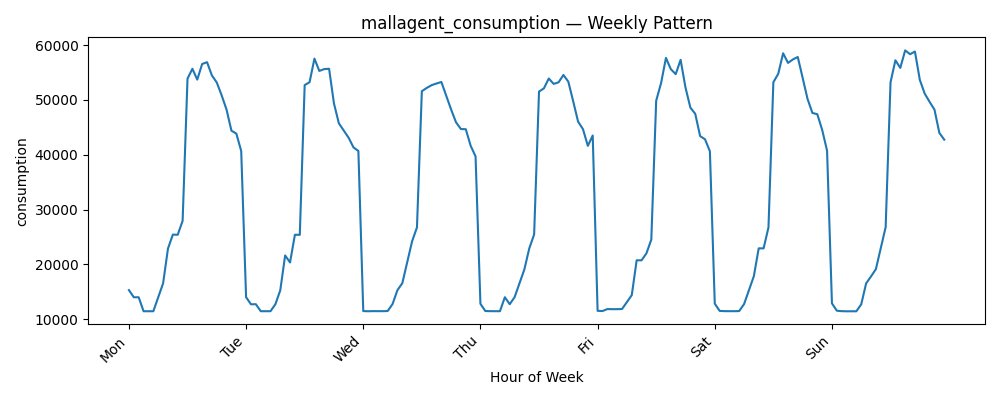 mallagent_consumption — Weekly Pattern
60000
50000
40000
30000
20000
10000
consumption
Mon
Tue
Wed
Thu
Fri
Sat
Sun
Hour of Week